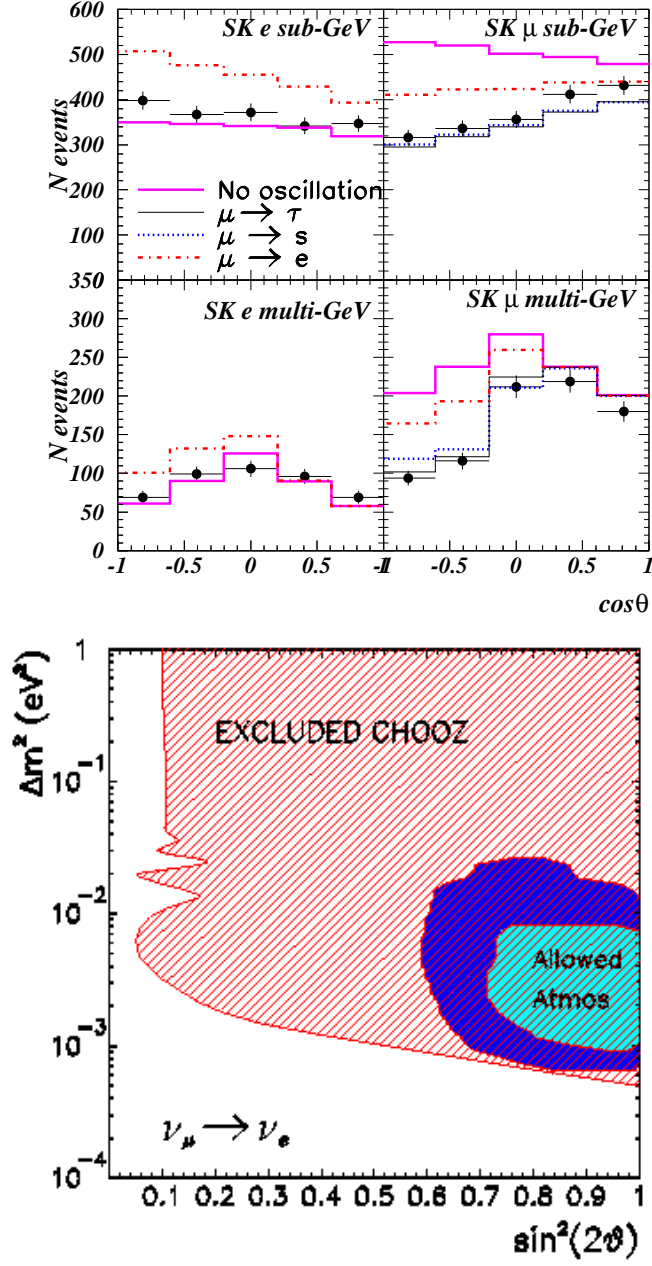 SK e sub-GeV
SK μ sub-GeV
N events
600
500
400
300
200
100
0
No oscillation
μ → τ
μ → s
μ → e
SK e multi-GeV
SK μ multi-GeV
N events
350
300
250
200
150
100
50
0
-1 -0.5 0 0.5 -1 -0.5 0 0.5 1
cosθ
Δm² (eV²)
1
10⁻¹
10⁻²
10⁻³
10⁻⁴
EXCLUDED CHOOZ
Allowed
Atmos
ν_μ → ν_e
0.1 0.2 0.3 0.4 0.5 0.6 0.7 0.8 0.9 1
sin²(2ϑ)